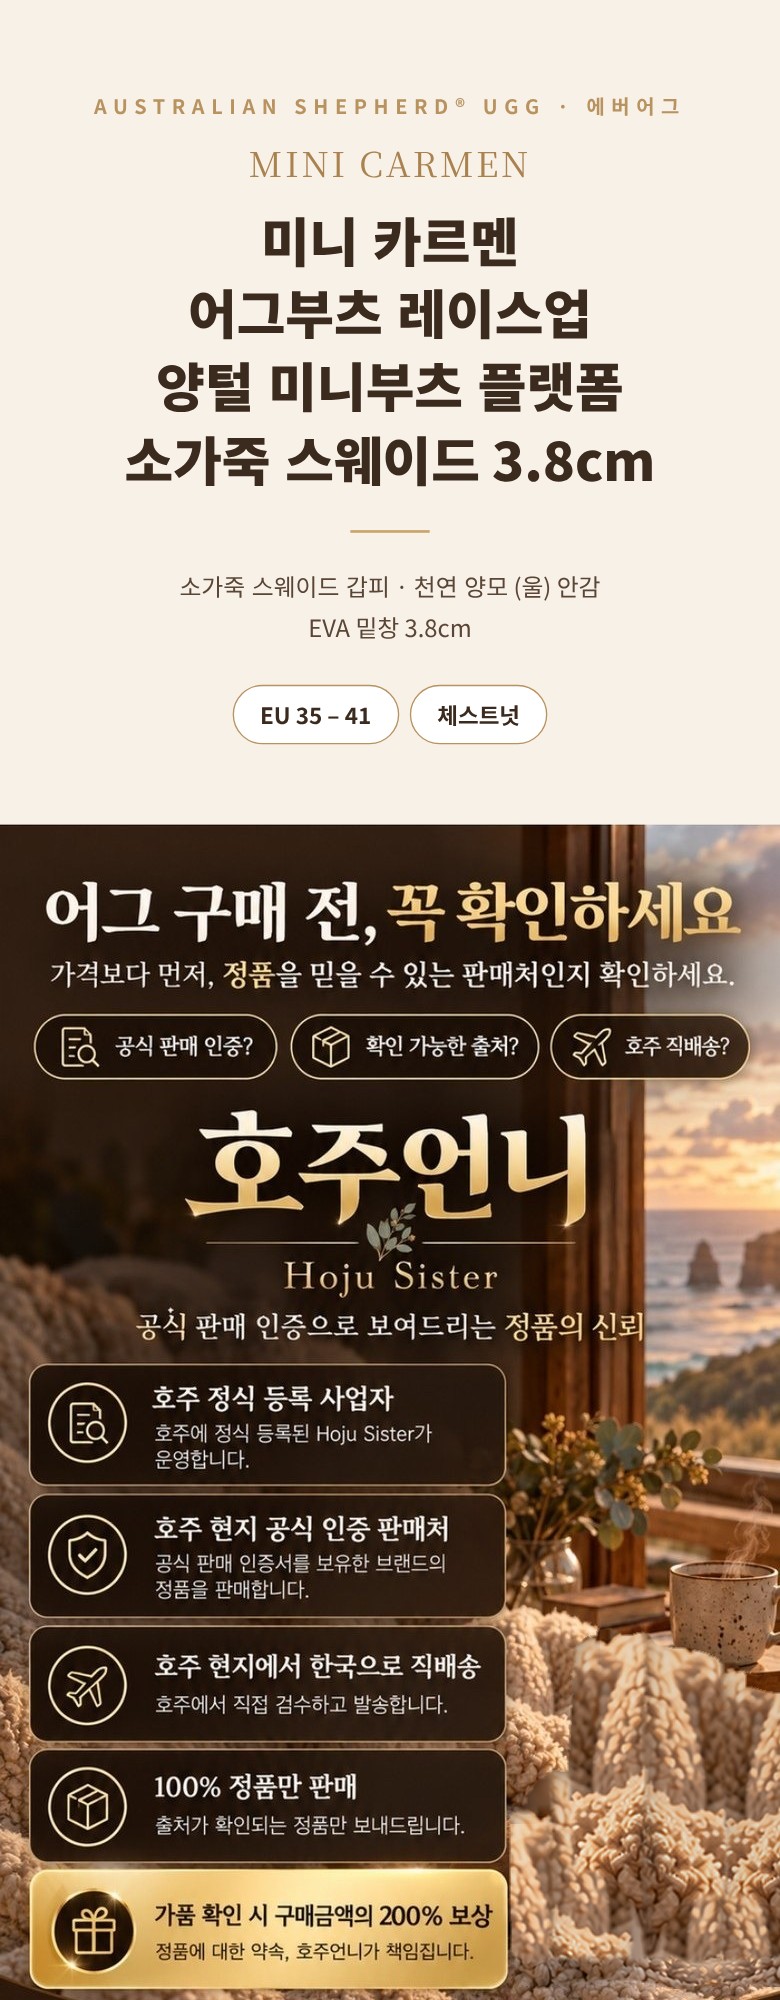 AUSTRALIAN SHEPHERD® UGG · 에버어그
MINI CARMEN
미니 카르멘
어그부츠 레이스업
양털 미니부츠 플랫폼
소가죽 스웨이드 3.8cm
소가죽 스웨이드 갑피 · 천연 양모 (울) 안감
EVA 밑창 3.8cm
EU 35 – 41
체스트넛
어그 구매 전, 꼭 확인하세요
가격보다 먼저, 정품을 믿을 수 있는 판매처인지 확인하세요.
공식 판매 인증?
확인 가능한 출처?
호주 직배송?
호주언니
Hoju Sister
공식 판매 인증으로 보여드리는 정품의 신뢰
호주 정식 등록 사업자
호주에 정식 등록된 Hoju Sister가
운영합니다.
호주 현지 공식 인증 판매처
공식 판매 인증서를 보유한 브랜드의
정품을 판매합니다.
호주 현지에서 한국으로 직배송
호주에서 직접 검수하고 발송합니다.
100% 정품만 판매
출처가 확인되는 정품만 보내드립니다.
가품 확인 시 구매금액의 200% 보상
정품에 대한 약속, 호주언니가 책임집니다.